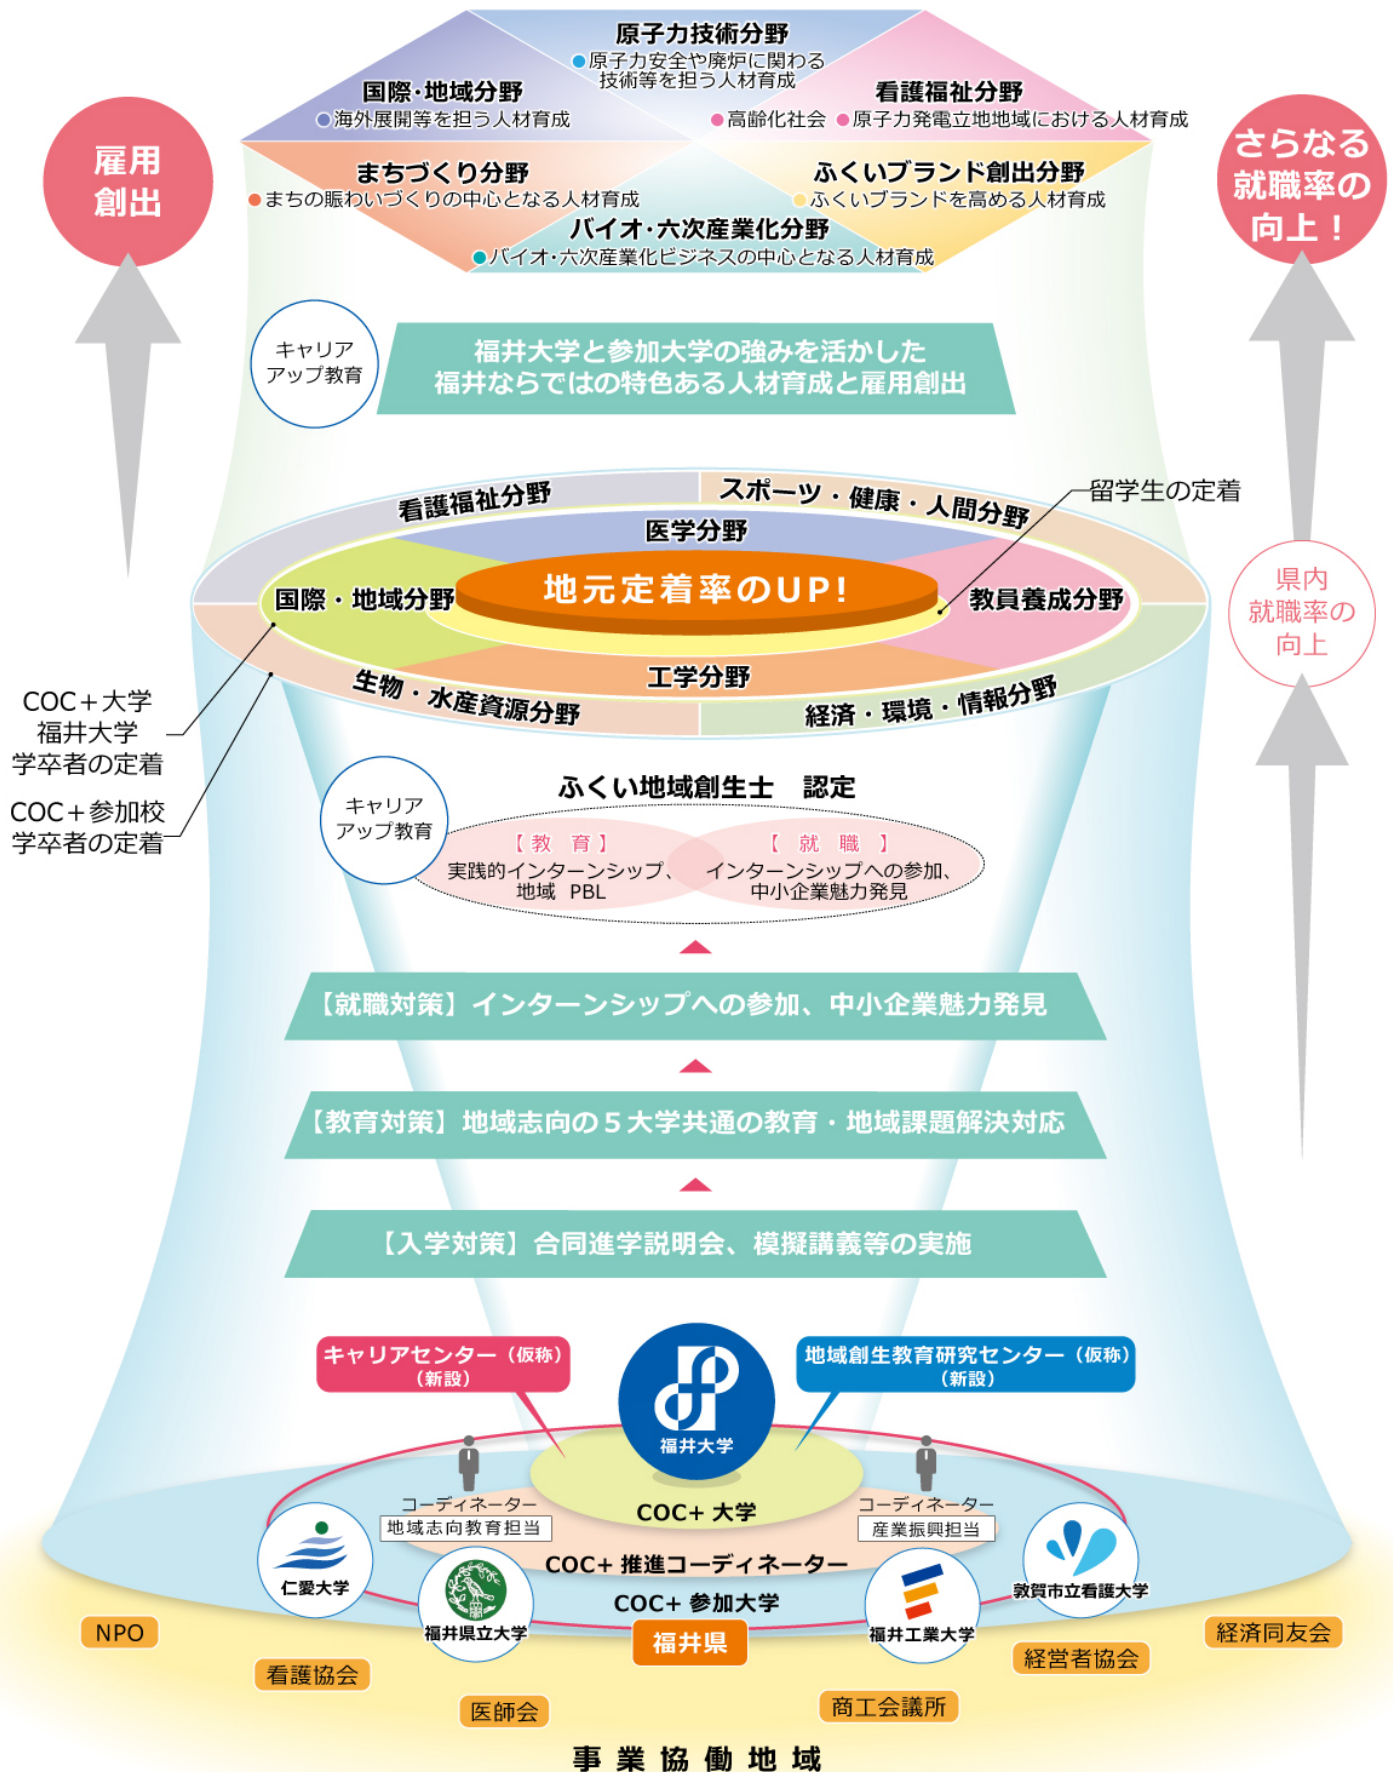 原子力技術分野
●原子力安全や廃炉に関わる
技術等を担う人材育成
国際・地域分野
●海外展開等を担う人材育成
看護福祉分野
●高齢化社会 ●原子力発電立地地域における人材育成
まちづくり分野
●まちの賑わいづくりの中心となる人材育成
ふくいブランド創出分野
●ふくいブランドを高める人材育成
バイオ・六次産業化分野
●バイオ・六次産業化ビジネスの中心となる人材育成
雇用
創出
さらなる
就職率の
向上！
キャリア
アップ教育
福井大学と参加大学の強みを活かした
福井ならではの特色ある人材育成と雇用創出
看護福祉分野
スポーツ・健康・人間分野
留学生の定着
医学分野
国際・地域分野
地元定着率のUP!
教員養成分野
工学分野
生物・水産資源分野
経済・環境・情報分野
県内
就職率の
向上
COC＋大学
福井大学
学卒者の定着
COC＋参加校
学卒者の定着
キャリア
アップ教育
ふくい地域創生士　認定
【教育】
実践的インターンシップ、
地域 PBL
【就職】
インターンシップへの参加、
中小企業魅力発見
【就職対策】インターンシップへの参加、中小企業魅力発見
【教育対策】地域志向の５大学共通の教育・地域課題解決対応
【入学対策】合同進学説明会、模擬講義等の実施
キャリアセンター（仮称）
（新設）
地域創生教育研究センター（仮称）
（新設）
福井大学
COC+ 大学
コーディネーター
地域志向教育担当
コーディネーター
産業振興担当
COC+ 推進コーディネーター
COC+ 参加大学
仁愛大学
福井県立大学
福井県
福井工業大学
敦賀市立看護大学
NPO
看護協会
医師会
商工会議所
経営者協会
経済同友会
事業協働地域